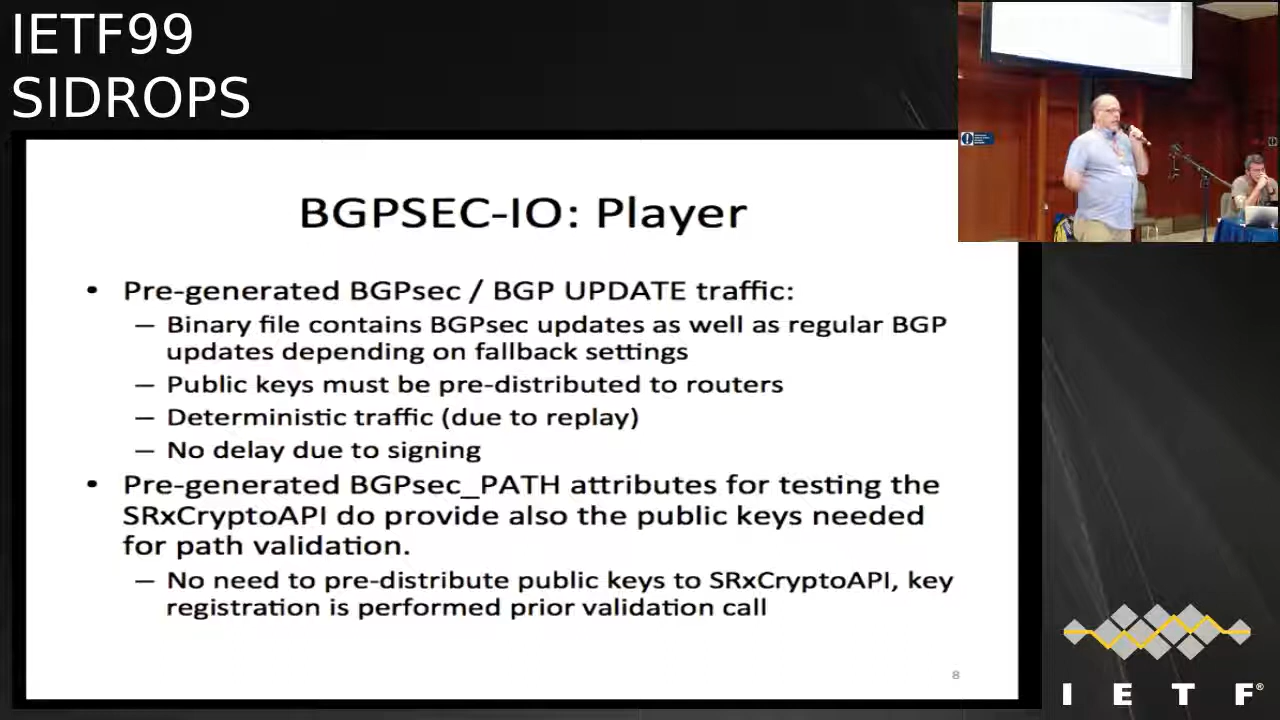 IETF99
SIDROPS
BGPSEC-IO: Player
• Pre-generated BGPsec / BGP UPDATE traffic:
– Binary file contains BGPsec updates as well as regular BGP
updates depending on fallback settings
– Public keys must be pre-distributed to routers
– Deterministic traffic (due to replay)
– No delay due to signing
• Pre-generated BGPsec_PATH attributes for testing the
SRxCryptoAPI do provide also the public keys needed
for path validation.
– No need to pre-distribute public keys to SRxCryptoAPI, key
registration is performed prior validation call
8
I E T F®